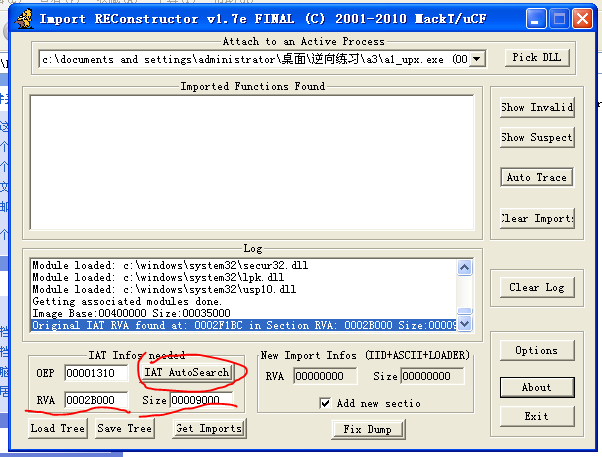 Import REConstructor v1.7e FINAL (C) 2001-2010 MackT/uCF
Attach to an Active Process
c:\documents and settings\administrator\桌面\逆向练习\a3\a1_upx.exe (00
Pick DLL
Imported Functions Found
Show Invalid
Show Suspect
Auto Trace
Clear Imports
Log
Module loaded: c:\windows\system32\secur32.dll
Module loaded: c:\windows\system32\lpk.dll
Module loaded: c:\windows\system32\usp10.dll
Getting associated modules done.
Image Base:00400000 Size:00035000
Original IAT RVA found at: 0002F1BC in Section RVA: 0002B000 Size:00009
Clear Log
IAT Infos needed
OEP 00001310 IAT AutoSearch
RVA 0002B000 Size 00009000
New Import Infos (IID+ASCII+LOADER)
RVA 00000000 Size 00000000
Add new sectio
Options
About
Exit
Load Tree Save Tree Get Imports Fix Dump